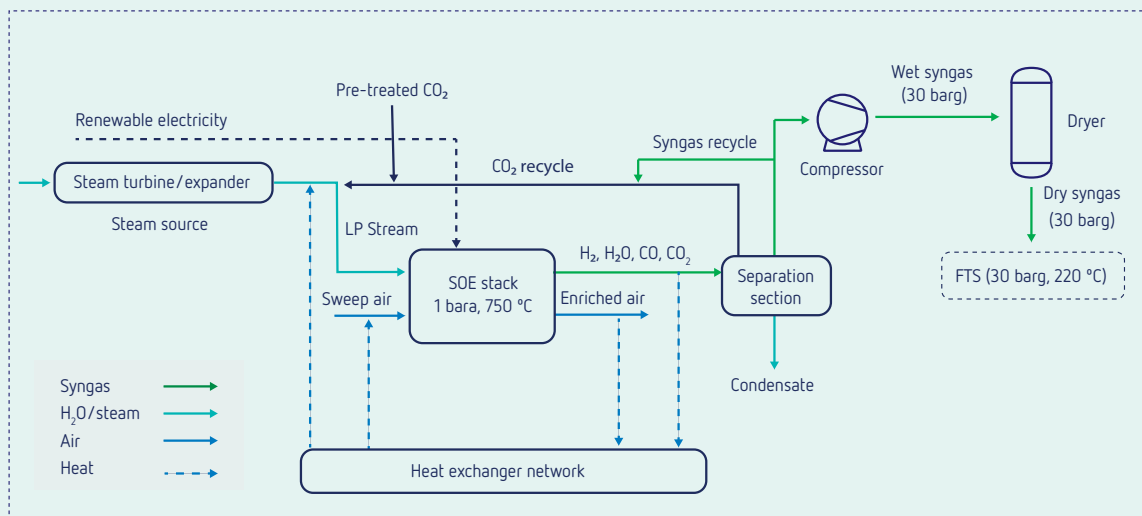 Pre-treated CO₂
Renewable electricity
Steam turbine/expander
Steam source
LP Stream
CO₂ recycle
Syngas recycle
Compressor
Wet syngas
(30 barg)
Dryer
Dry syngas
(30 barg)
FTS (30 barg, 220 ºC)
SOE stack
1 bara, 750 ºC
H₂, H₂O, CO, CO₂
Separation
section
Sweep air
Enriched air
Condensate
Heat exchanger network
Syngas
H₂O/steam
Air
Heat